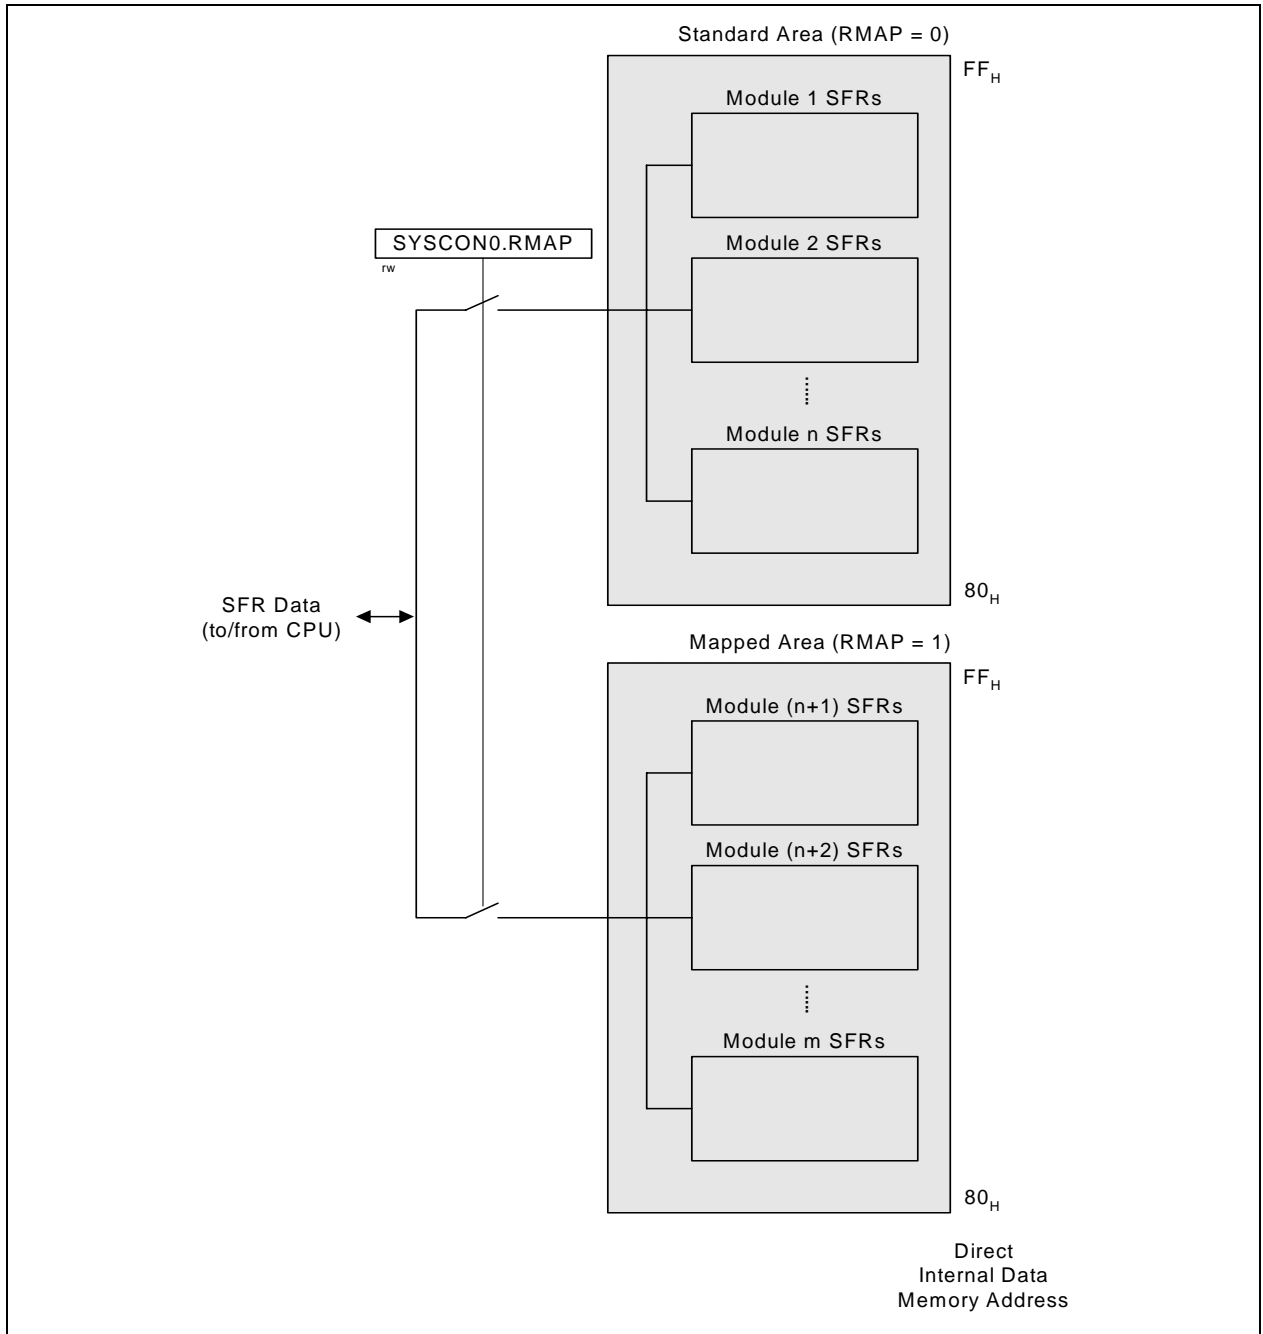 Standard Area (RMAP = 0)
FFH
Module 1 SFRs
SYSCON0.RMAP
rw
Module 2 SFRs
Module n SFRs
80H
SFR Data
(to/from CPU)
Mapped Area (RMAP = 1)
FFH
Module (n+1) SFRs
Module (n+2) SFRs
Module m SFRs
80H
Direct
Internal Data
Memory Address